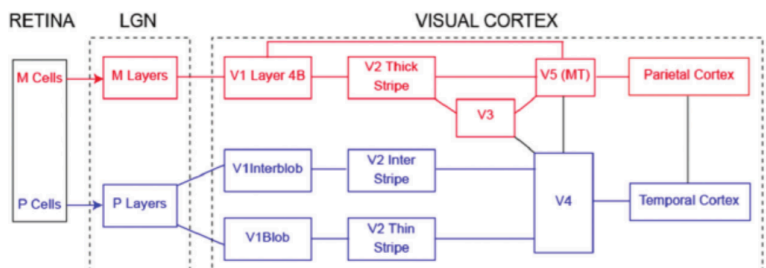 RETINA
LGN
VISUAL CORTEX
M Cells
M Layers
V1 Layer 4B
V2 Thick
Stripe
V5 (MT)
Parietal Cortex
V3
P Cells
P Layers
V1Interblob
V2 Inter
Stripe
V4
Temporal Cortex
V1Blob
V2 Thin
Stripe